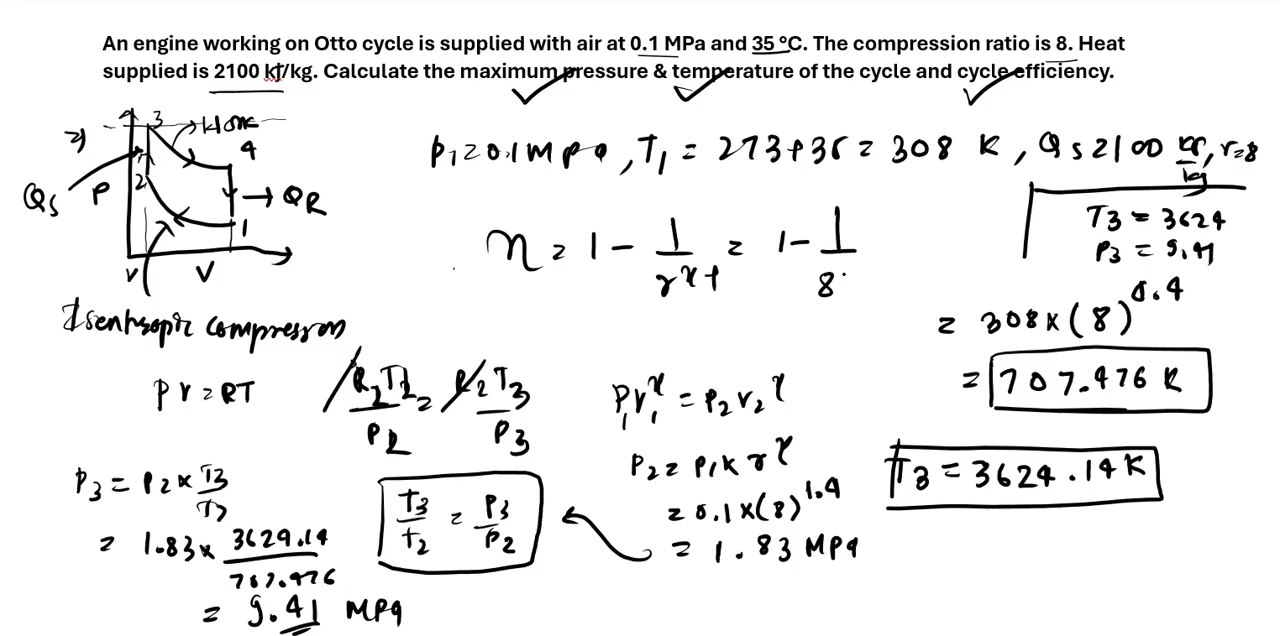 An engine working on Otto cycle is supplied with air at 0.1 MPa and 35 °C. The compression ratio is 8. Heat
supplied is 2100 kJ/kg. Calculate the maximum pressure & temperature of the cycle and cycle efficiency.
3
4
2
1
P
V
Qs
QR
P1 = 0.1 MPa, T1 = 273+35 = 308 K, Qs = 2100 kJ/kg, r=8
T3 = 3624
P3 = 9.41
η = 1 - 1/r^γ-1 = 1 - 1/8
Isentropic compression
= 308 x (8)^0.4
= 707.476 K
PV = RT
P2V2^γ
P1V1^γ = P2V2^γ
P2 = P1 x r^γ
= 0.1 x (8)^1.4
= 1.83 MPa
T3 = 3624.14 K
T3/T2 = P3/P2
P3 = P2 x T3/T2
= 1.83 x 3624.14/707.476
= 9.41 MPa